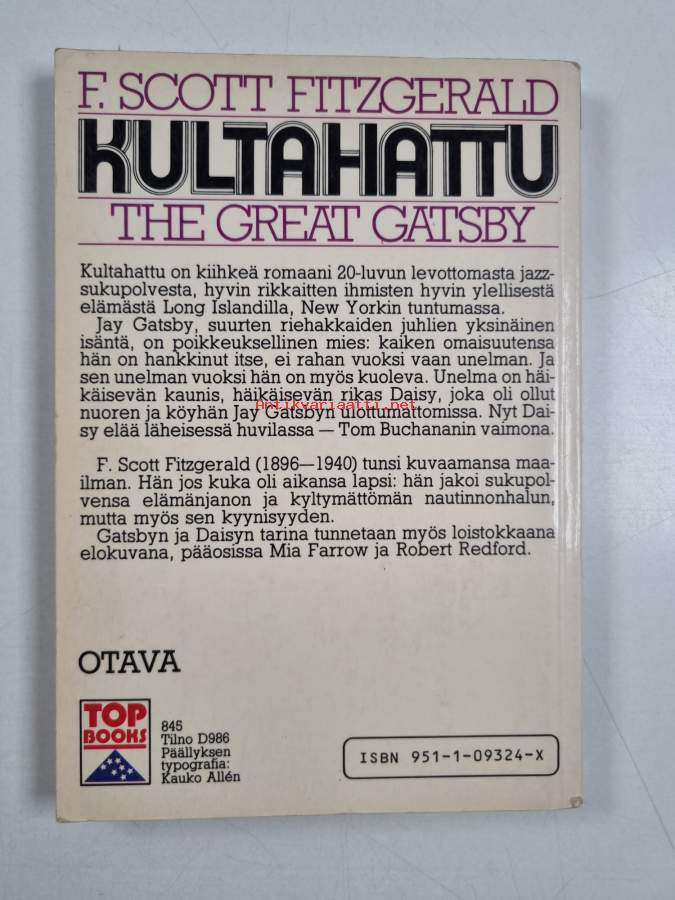 F. SCOTT FITZGERALD
KULTAHATTU
THE GREAT GATSBY
Kultahattu on kiihkeä romaani 20-luvun levottomasta jazz-
sukupolvesta, hyvin rikkaitten ihmisten hyvin ylellisestä
elämästä Long Islandilla, New Yorkin tuntumassa.
Jay Gatsby, suurten riehakkaiden juhlien yksinäinen
isäntä, on poikkeuksellinen mies: kaiken omaisuutensa
hän on hankkinut itse, ei rahan vuoksi vaan unelman. Ja
sen unelman vuoksi hän on myös kuoleva. Unelma on häi-
käisevän kaunis, häikäisevän rikas Daisy, joka oli ollut
Antikvariaatti.net
nuoren ja köyhän Jay Gatsbyn ulottumattomissa. Nyt Dai-
sy elää läheisessä huvilassa — Tom Buchananin vaimona.
F. Scott Fitzgerald (1896—1940) tunsi kuvaamansa maa-
ilman. Hän jos kuka oli aikansa lapsi: hän jakoi sukupol-
vensa elämänjanon ja kyltymättömän nautinnonhalun,
mutta myös sen kyynisyyden.
Gatsbyn ja Daisyn tarina tunnetaan myös loistokkaana
elokuvana, pääosissa Mia Farrow ja Robert Redford.
OTAVA
TOP
BOOKS
845
Tilno D986
Päällyksen
typografia:
Kauko Allén
ISBN 951-1-09324-X